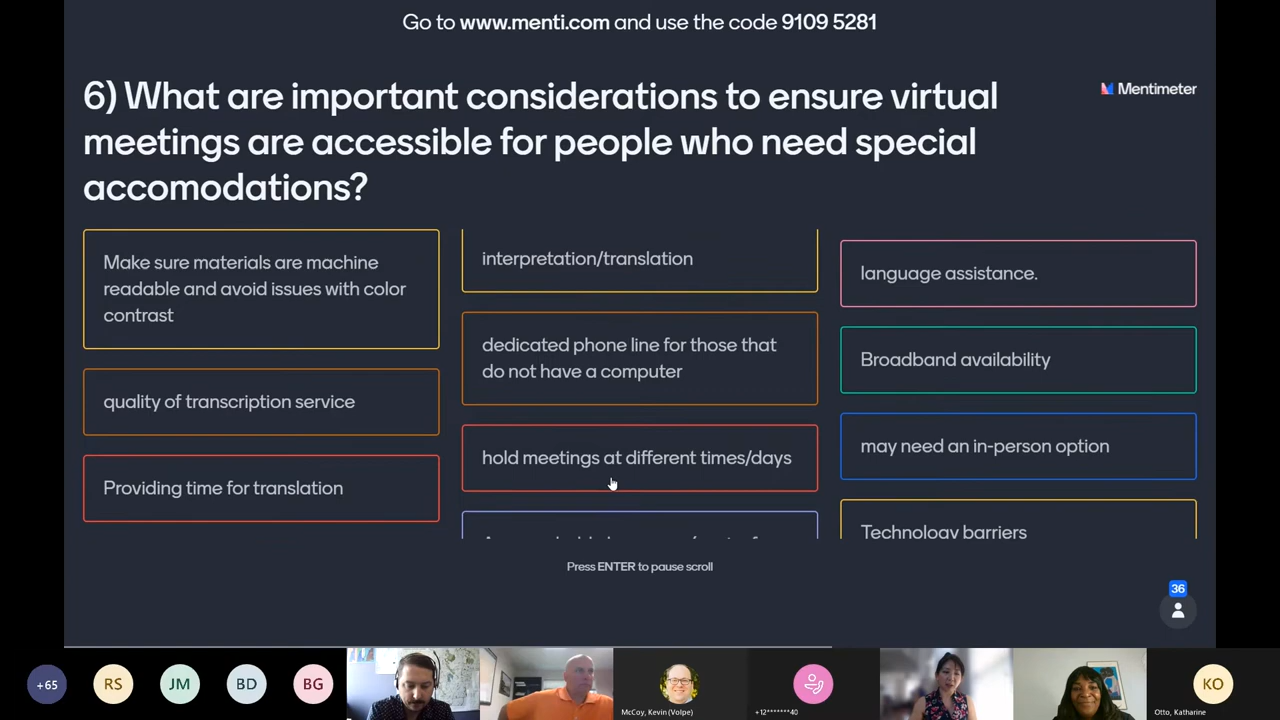 Go to www.menti.com and use the code 9109 5281
6) What are important considerations to ensure virtual
meetings are accessible for people who need special
accomodations?
Mentimeter
Make sure materials are machine
readable and avoid issues with color
contrast
quality of transcription service
Providing time for translation
interpretation/translation
dedicated phone line for those that
do not have a computer
hold meetings at different times/days
language assistance.
Broadband availability
may need an in-person option
Technology barriers
Press ENTER to pause scroll
36
+65
RS
JM
BD
BG
McCoy, Kevin (Volpe)
+12*******40
KO
Otto, Katharine